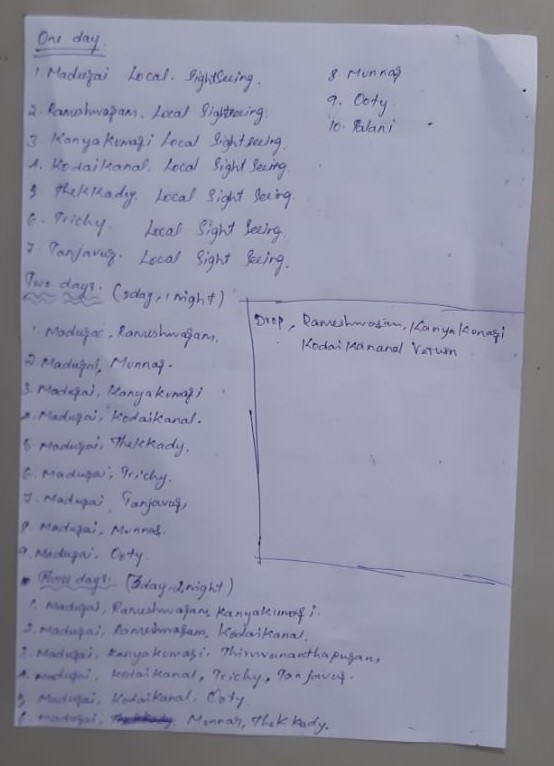 One day.
1. Madurai Local. Sightseeing.
2. Rameshwaram. Local Sightseeing.
3. Kanyakumari Local Sightseeing.
4. Kodaikanal. Local Sight Seeing.
5 Thekkady. Local Sight Seeing.
6. Trichy. Local Sight Seeing.
7. Tanjavur. Local Sight Seeing.
8. Munnar
9. Ooty
10. Palani
Two days. (2day, 1 night)
1. Madurai, Rameshwaram.
2 Madurai, Munnar.
3. Madurai, Kanyakumari
4. Madurai, Kodaikanal.
5 Madurai, Thekkady.
6. Madurai, Trichy.
7. Madurai, Tanjavur,
8. Madurai, Munnar.
9. Madurai. Ooty.
Drop, Rameshwaram, Kanyakumari
Kodaikananal return
Three days. (3day-2night)
1. Madurai, Rameshwaram, Kanyakumari.
2. Madurai, Rameshwaram, Kodaikanal.
3. Madurai, Kanyakumari. Thiruvananthapuram,
4. Madurai, Kodaikanal, Trichy, Tanjavur.
5 Madurai, Kodaikanal. Ooty
6. Madurai, Munnar, Thekkady.